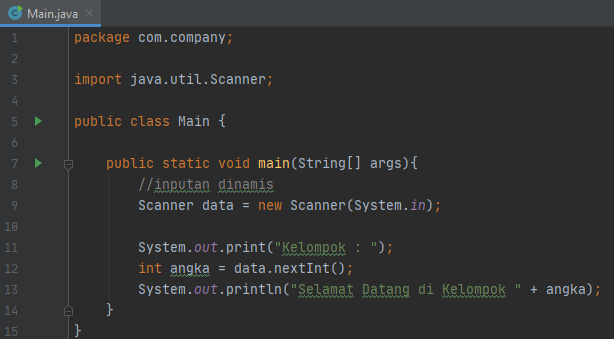 Main.java
1 package com.company;
2
3 import java.util.Scanner;
4
5 public class Main {
6
7 public static void main(String[] args){
8 //inputan dinamis
9 Scanner data = new Scanner(System.in);
10
11 System.out.print("Kelompok : ");
12 int angka = data.nextInt();
13 System.out.println("Selamat Datang di Kelompok " + angka);
14 }
15 }